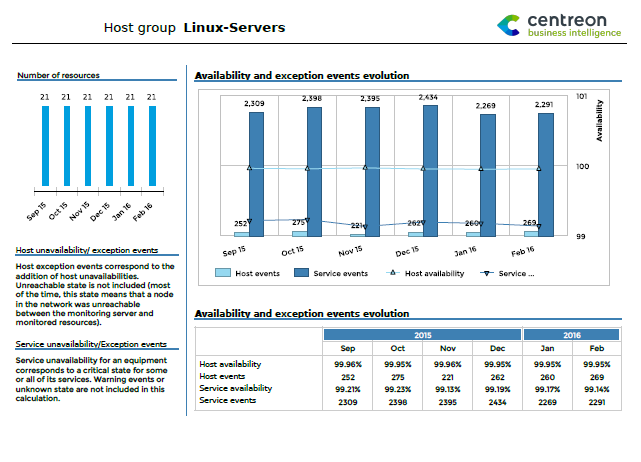 Host group Linux-Servers
centreon
business intelligence
Number of resources
21 21 21 21 21 21
Sep 15 Oct 15 Nov 15 Dec 15 Jan 16 Feb 16
Host unavailability/ exception events
Host exception events correspond to the
addition of host unavailabilities.
Unreachable state is not included (most
of the time, this state means that a node
in the network was unreachable
between the monitoring server and
monitored resources).
Service unavailability/Exception events
Service unavailability for an equipment
corresponds to a critical state for some
or all of its services. Warning events or
unknown state are not included in this
calculation.
Availability and exception events evolution
2,309 2,398 2,395 2,434 2,269 2,291
101
100
99
Availability
252 275 221 262 260 269
Sep 15 Oct 15 Nov 15 Dec 15 Jan 16 Feb 16
Host events Service events Host availability Service ...
Availability and exception events evolution
2015 2016
Sep Oct Nov Dec Jan Feb
Host availability 99.96% 99.95% 99.96% 99.95% 99.95% 99.95%
Host events 252 275 221 262 260 269
Service availability 99.21% 99.23% 99.13% 99.19% 99.17% 99.14%
Service events 2309 2398 2395 2434 2269 2291